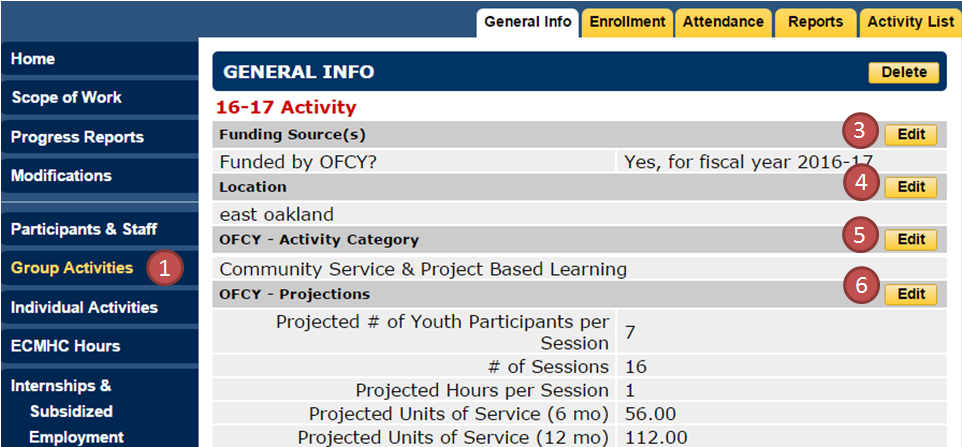 General Info Enrollment Attendance Reports Activity List
Home
Scope of Work
Progress Reports
Modifications
Participants & Staff
Group Activities 1
Individual Activities
ECMHC Hours
Internships &
Subsidized
Employment
GENERAL INFO Delete
16-17 Activity
Funding Source(s) 3 Edit
Funded by OFCY? Yes, for fiscal year 2016-17
Location 4 Edit
east oakland
OFCY - Activity Category 5 Edit
Community Service & Project Based Learning
OFCY - Projections 6 Edit
Projected # of Youth Participants per
Session 7
# of Sessions 16
Projected Hours per Session 1
Projected Units of Service (6 mo) 56.00
Projected Units of Service (12 mo) 112.00